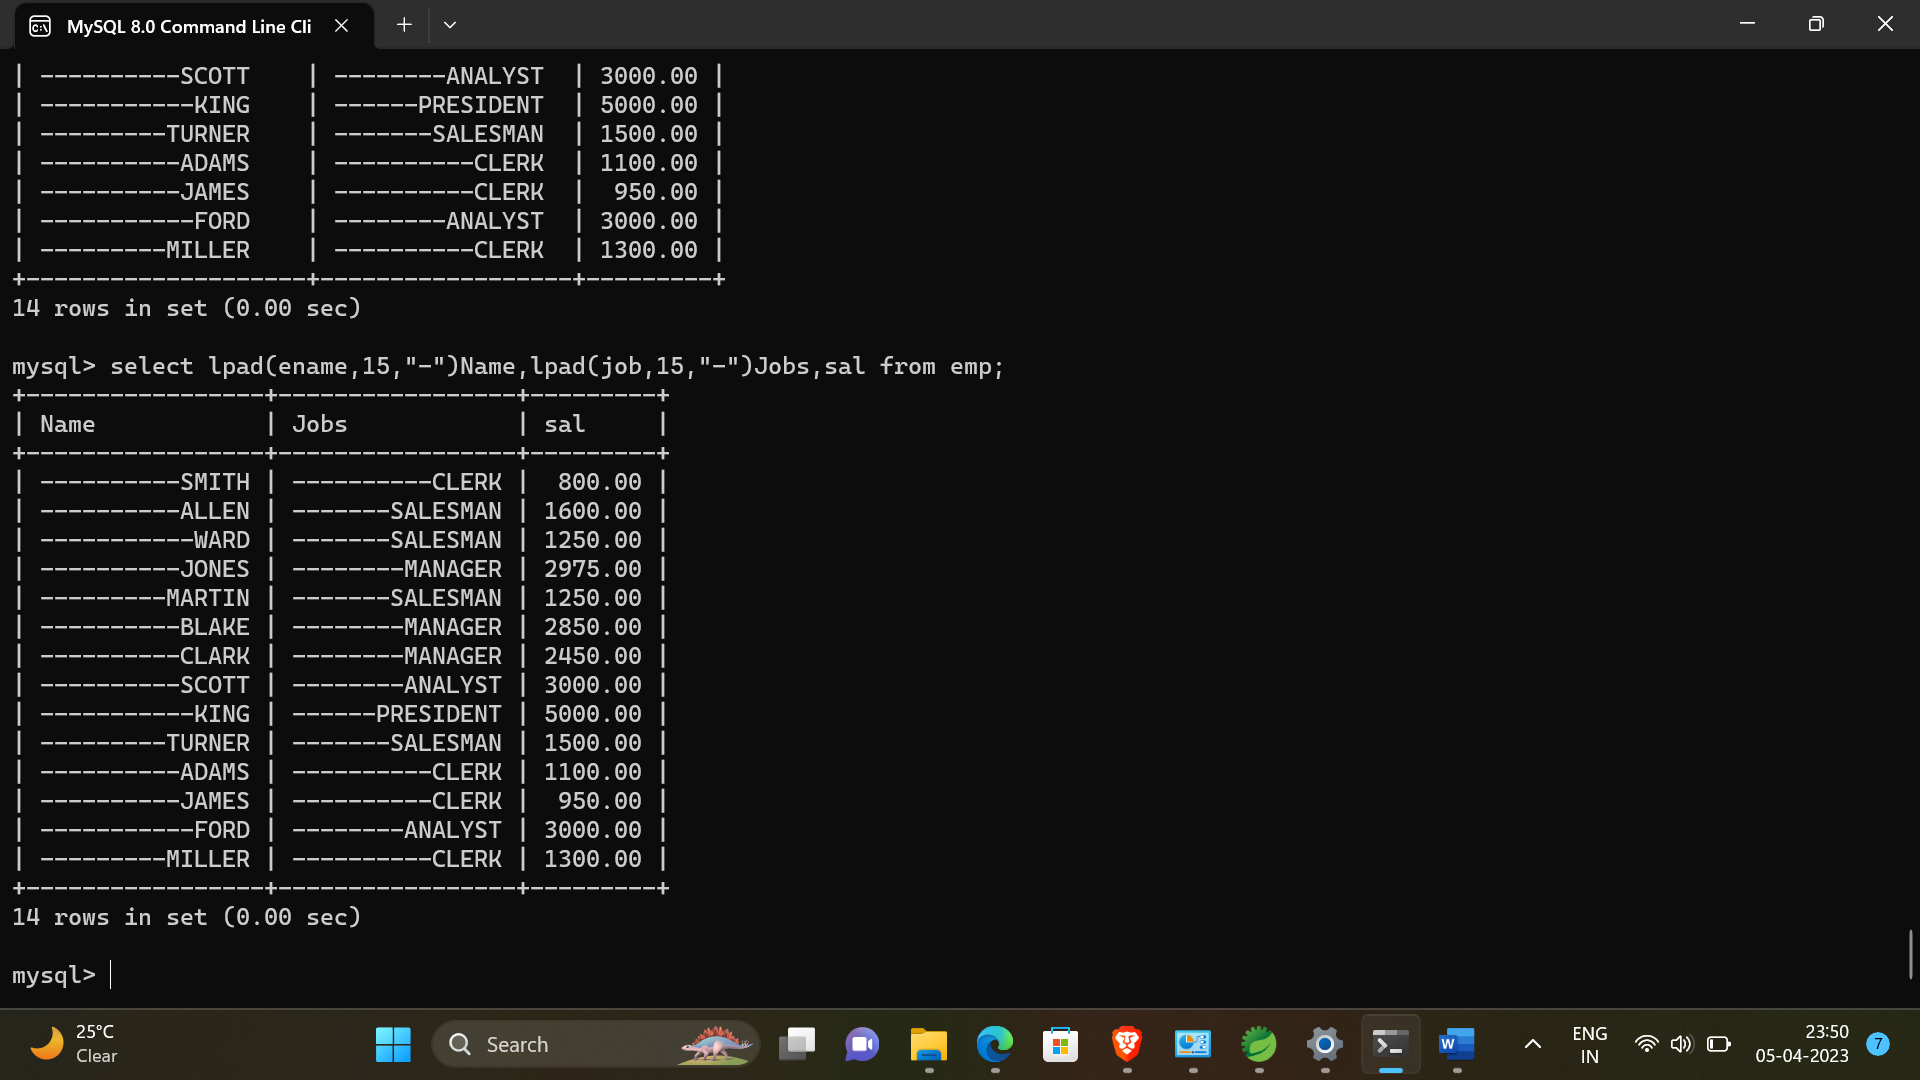 MySQL 8.0 Command Line Cli
| ----------SCOTT    | --------ANALYST  | 3000.00 |
| -----------KING    | ------PRESIDENT  | 5000.00 |
| ---------TURNER    | -------SALESMAN  | 1500.00 |
| ----------ADAMS    | ----------CLERK  | 1100.00 |
| ----------JAMES    | ----------CLERK  |  950.00 |
| -----------FORD    | --------ANALYST  | 3000.00 |
| ---------MILLER    | ----------CLERK  | 1300.00 |
+--------------------+------------------+---------+
14 rows in set (0.00 sec)
mysql> select lpad(ename,15,"-")Name,lpad(job,15,"-")Jobs,sal from emp;
+-----------------+-----------------+---------+
| Name            | Jobs            | sal     |
+-----------------+-----------------+---------+
| ----------SMITH | ----------CLERK |  800.00 |
| ----------ALLEN | -------SALESMAN | 1600.00 |
| -----------WARD | -------SALESMAN | 1250.00 |
| ----------JONES | --------MANAGER | 2975.00 |
| ---------MARTIN | -------SALESMAN | 1250.00 |
| ----------BLAKE | --------MANAGER | 2850.00 |
| ----------CLARK | --------MANAGER | 2450.00 |
| ----------SCOTT | --------ANALYST | 3000.00 |
| -----------KING | ------PRESIDENT | 5000.00 |
| ---------TURNER | -------SALESMAN | 1500.00 |
| ----------ADAMS | ----------CLERK | 1100.00 |
| ----------JAMES | ----------CLERK |  950.00 |
| -----------FORD | --------ANALYST | 3000.00 |
| ---------MILLER | ----------CLERK | 1300.00 |
+-----------------+-----------------+---------+
14 rows in set (0.00 sec)
mysql>
25°C
Clear
Search
ENG
IN
23:50
05-04-2023
7